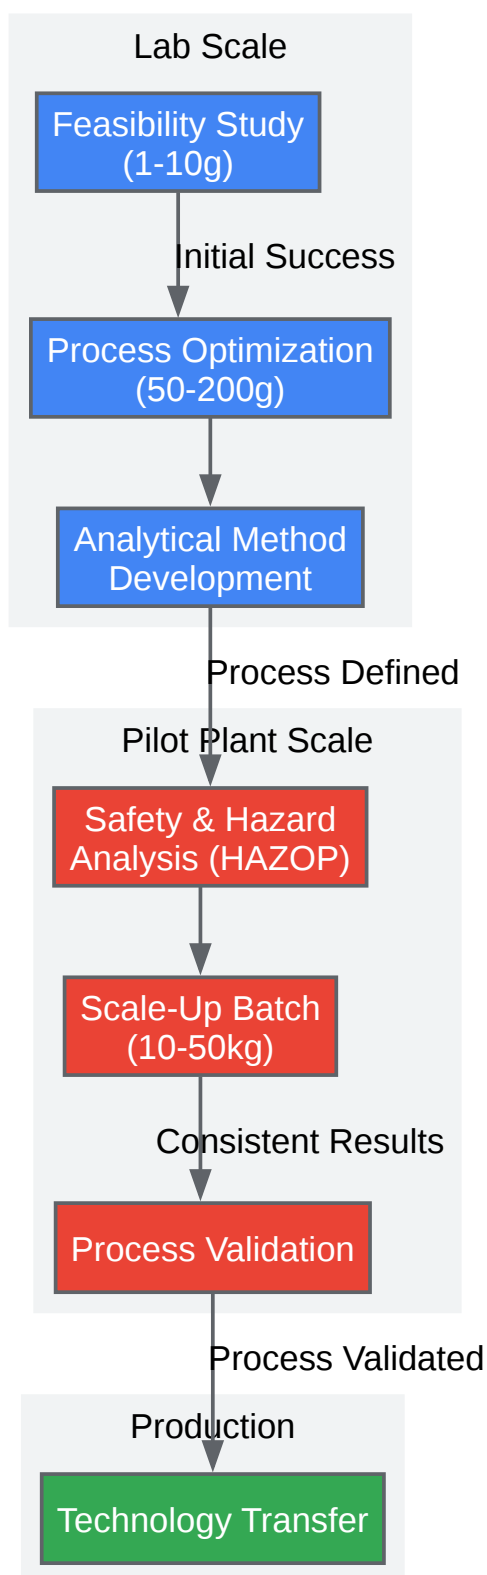 Lab Scale
Feasibility Study
(1-10g)
Initial Success
Process Optimization
(50-200g)
Analytical Method
Development
Process Defined
Pilot Plant Scale
Safety & Hazard
Analysis (HAZOP)
Scale-Up Batch
(10-50kg)
Consistent Results
Process Validation
Process Validated
Production
Technology Transfer